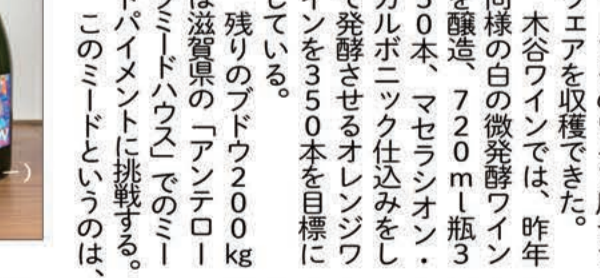 ウェアを収穫できた。
木谷ワインでは、昨年
同様の白の微発酵ワイン
を醸造、720ml瓶3
50本、マセラシオン・
カルボニック仕込みをし
て発酵させるオレンジワ
インを350本を目標に
している。
残りのブドウ200kg
は滋賀県の「アンテロー
プミードハウス」でのミー
ドパイメントに挑戦する。
このミードというのは、
ー)